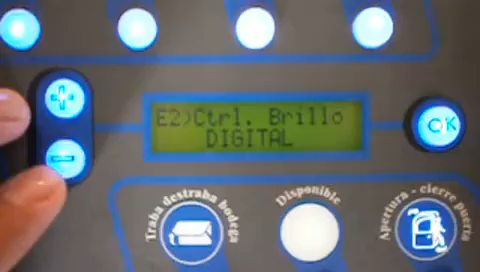 E2)Ctrl. Brillo
DIGITAL
+
-
OK
Traba destraba bodega
Disponible
Apertura - cierre puerta